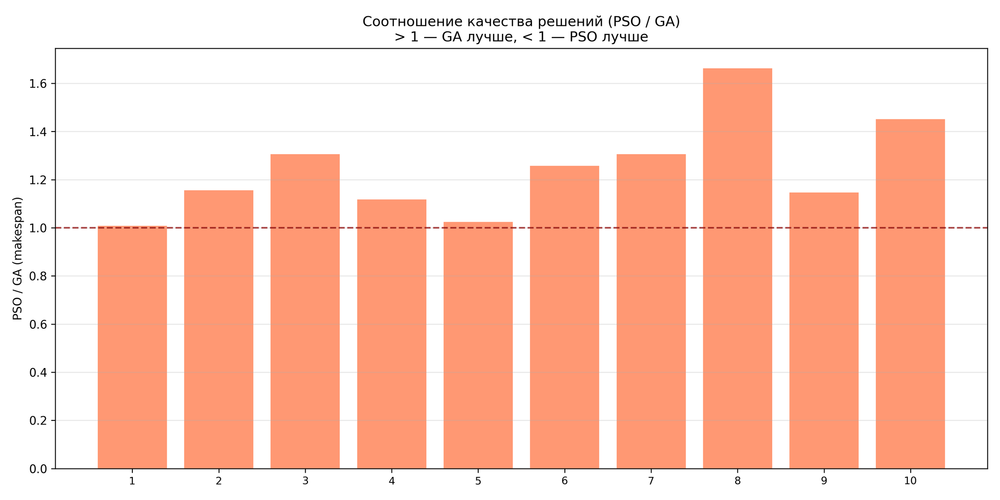 Соотношение качества решений (PSO / GA)
> 1 — GA лучше, < 1 — PSO лучше
PSO / GA (makespan)
1.6
1.4
1.2
1.0
0.8
0.6
0.4
0.2
0.0
1 2 3 4 5 6 7 8 9 10